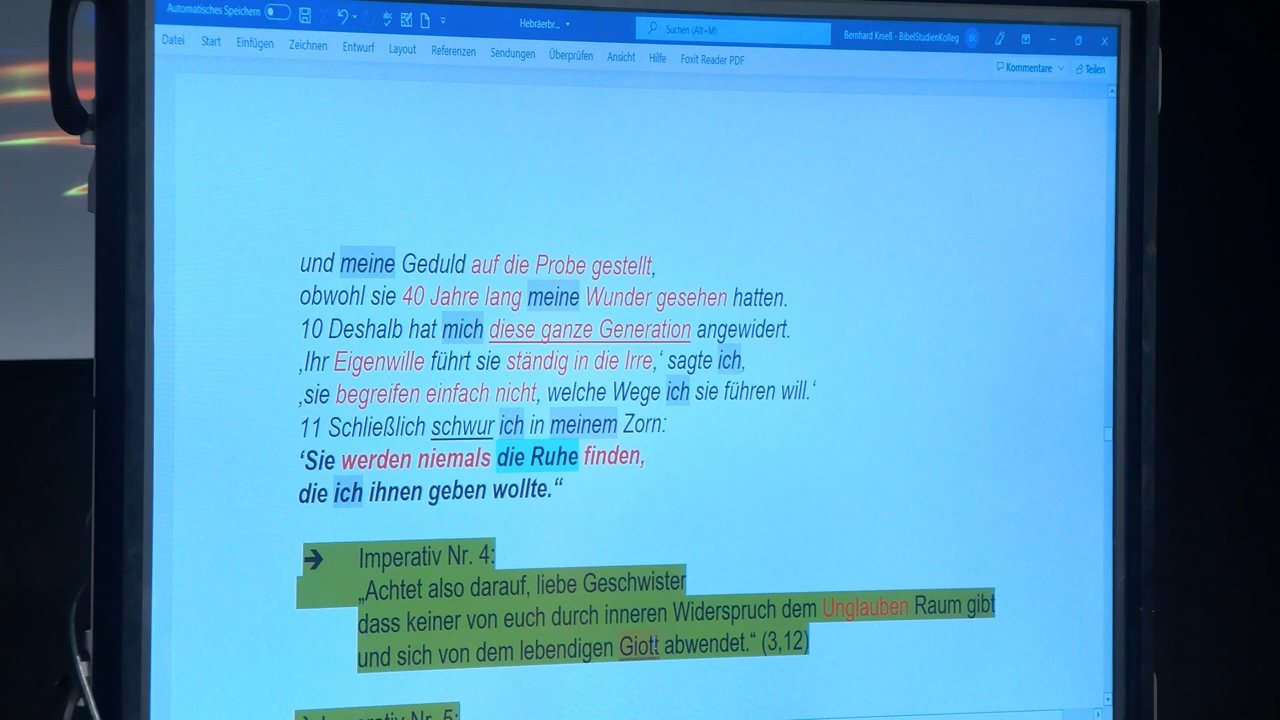 Automatisches Speichern
Hebräerbr...
Suchen (Alt+M)
Bernhard Knieß - BibelStudienKolleg
Datei Start Einfügen Zeichnen Entwurf Layout Referenzen Sendungen Überprüfen Ansicht Hilfe Foxit Reader PDF
Kommentare Teilen
und meine Geduld auf die Probe gestellt,
obwohl sie 40 Jahre lang meine Wunder gesehen hatten.
10 Deshalb hat mich diese ganze Generation angewidert.
‚Ihr Eigenwille führt sie ständig in die Irre,‘ sagte ich,
‚sie begreifen einfach nicht, welche Wege ich sie führen will.‘
11 Schließlich schwur ich in meinem Zorn:
‘Sie werden niemals die Ruhe finden,
die ich ihnen geben wollte.“
➔ Imperativ Nr. 4:
„Achtet also darauf, liebe Geschwister
dass keiner von euch durch inneren Widerspruch dem Unglauben Raum gibt
und sich von dem lebendigen Giott abwendet.“ (3,12)
Imperativ Nr. 5: